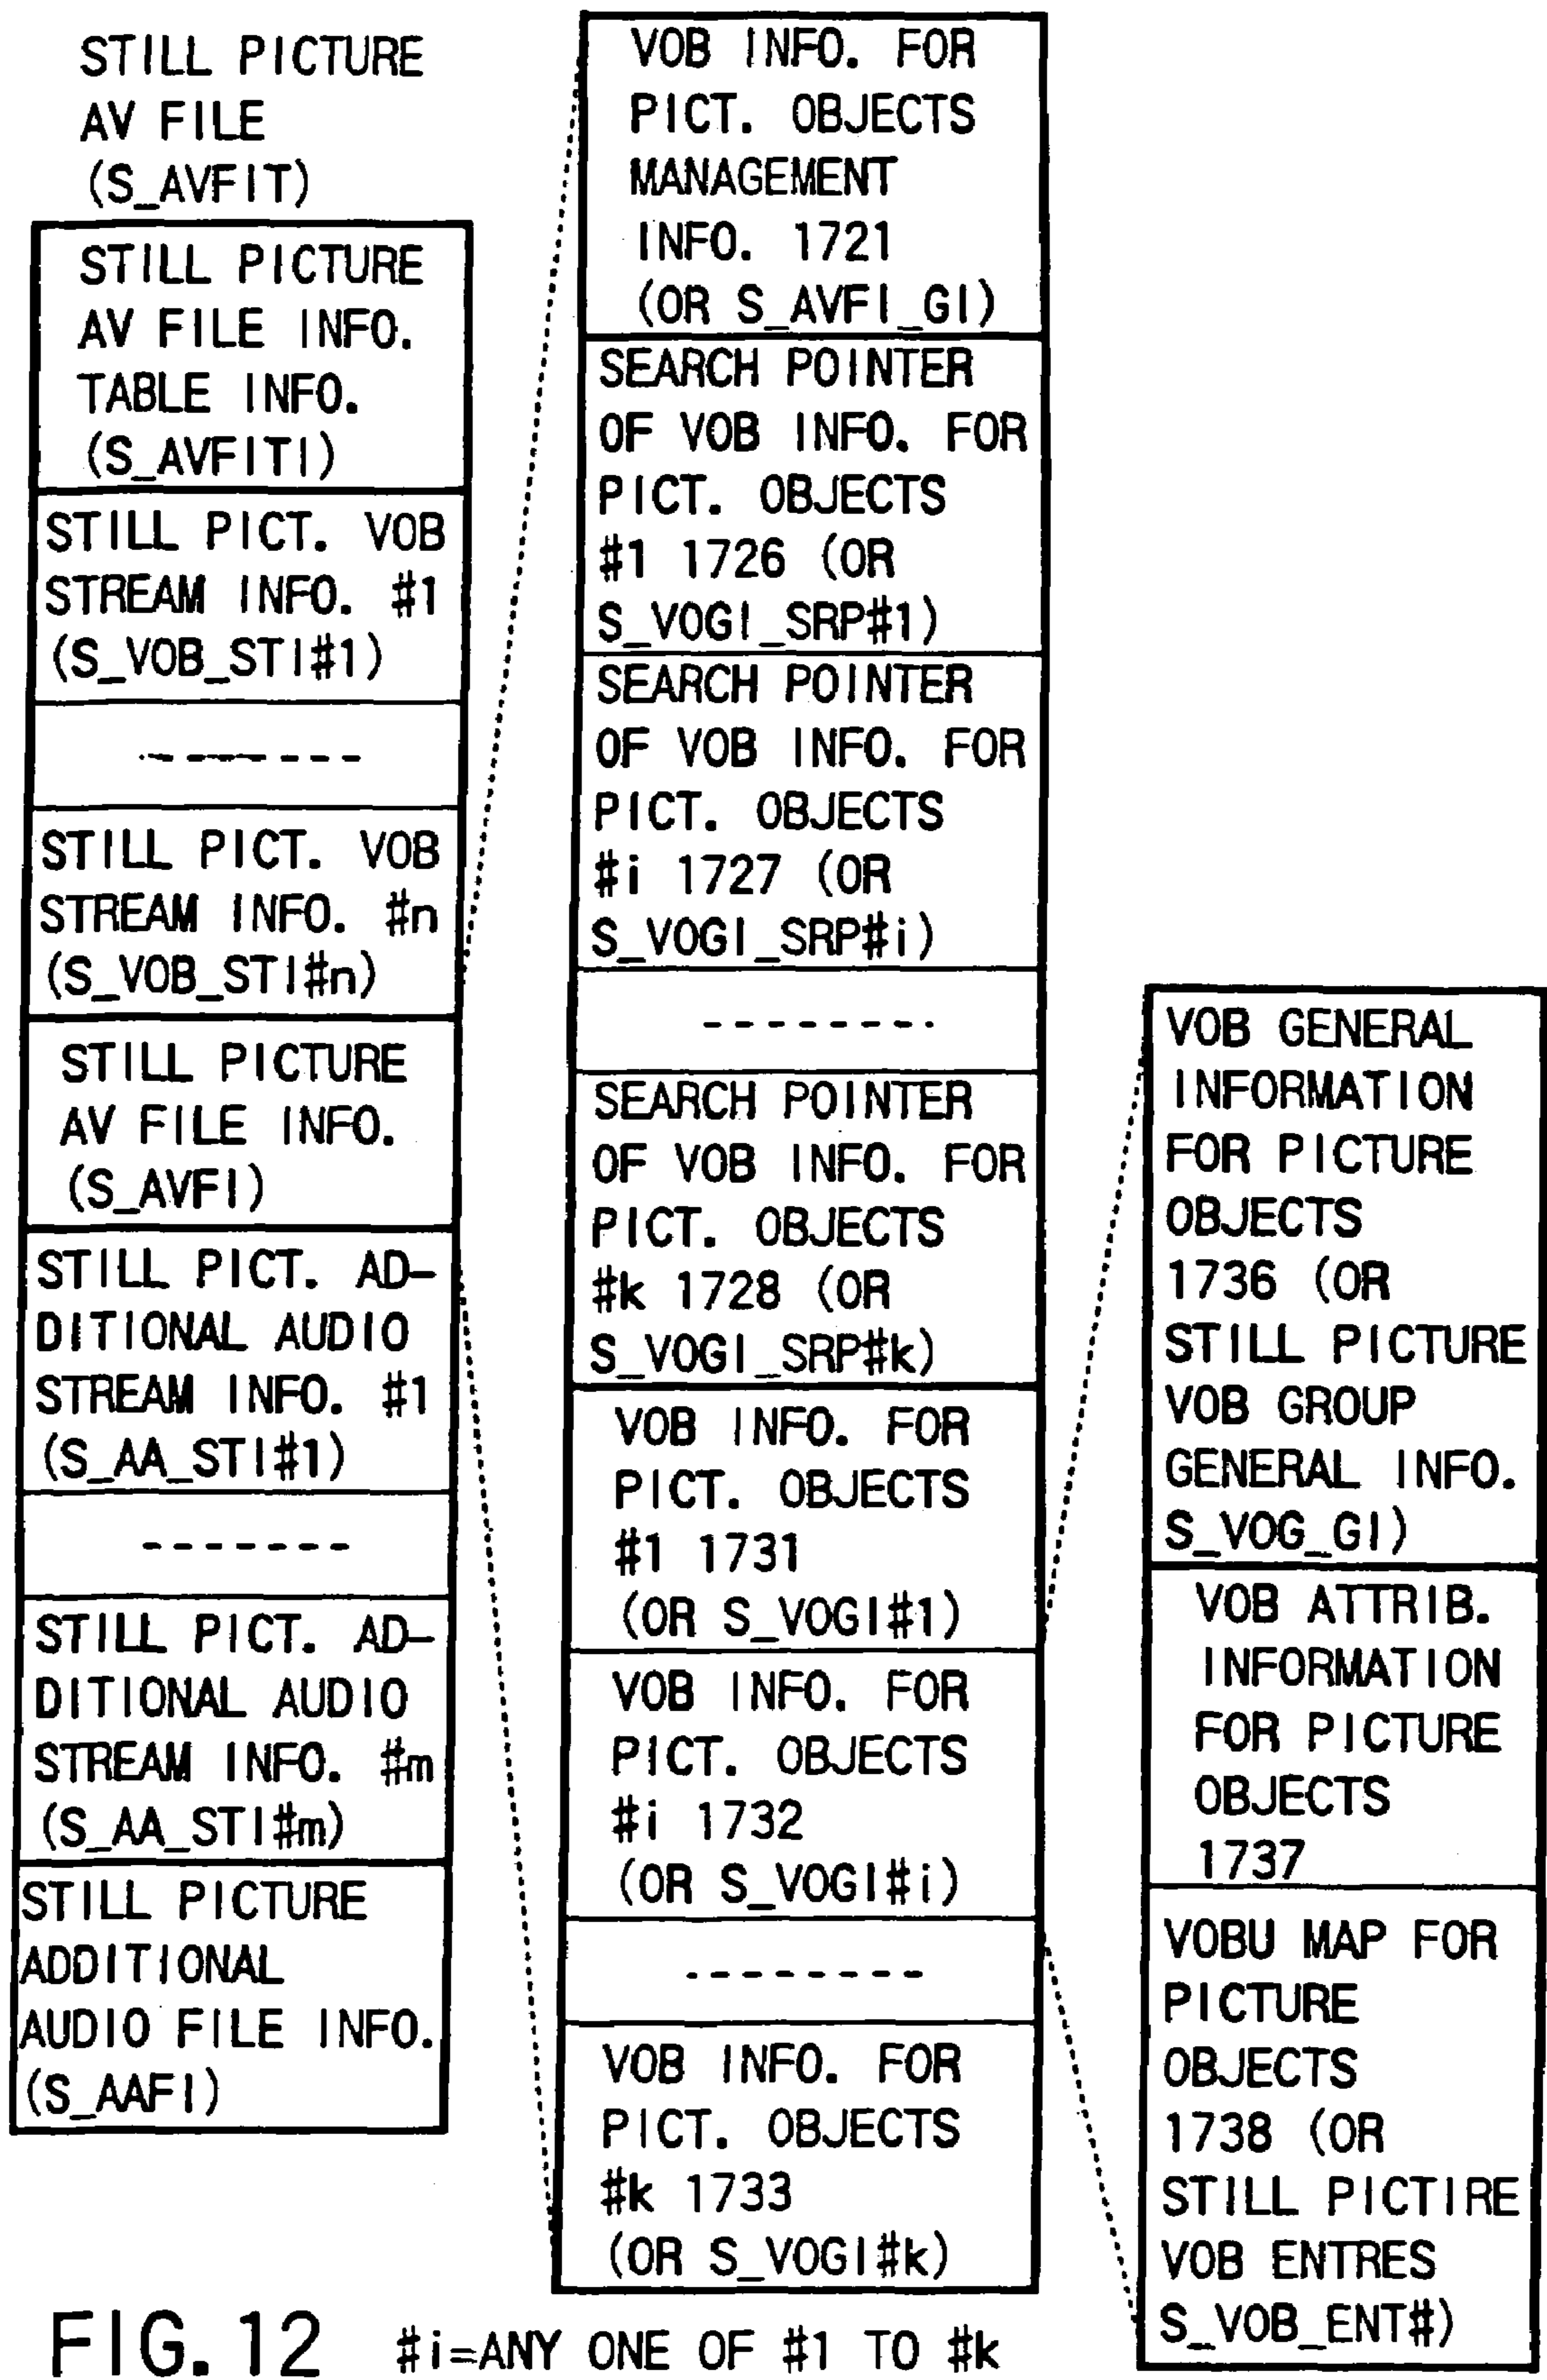 STILL PICTURE
AV FILE
(S_AVFIT)
STILL PICTURE
AV FILE INFO.
TABLE INFO.
(S_AVFITI)
STILL PICT. VOB
STREAM INFO. #1
(S_VOB_STI#1)
STILL PICT. VOB
STREAM INFO. #n
(S_VOB_STI#n)
STILL PICTURE
AV FILE INFO.
(S_AVFI)
STILL PICT. AD-
DITIONAL AUDIO
STREAM INFO. #1
(S_AA_STI#1)
STILL PICT. AD-
DITIONAL AUDIO
STREAM INFO. #m
(S_AA_STI#m)
STILL PICTURE
ADDITIONAL
AUDIO FILE INFO.
(S_AAFI)
VOB INFO. FOR
PICT. OBJECTS
MANAGEMENT
INFO. 1721
(OR S_AVFI_GI)
SEARCH POINTER
OF VOB INFO. FOR
PICT. OBJECTS
#1 1726 (OR
S_VOGI_SRP#1)
SEARCH POINTER
OF VOB INFO. FOR
PICT. OBJECTS
#i 1727 (OR
S_VOGI_SRP#i)
SEARCH POINTER
OF VOB INFO. FOR
PICT. OBJECTS
#k 1728 (OR
S_VOGI_SRP#k)
VOB INFO. FOR
PICT. OBJECTS
#1 1731
(OR S_VOGI#1)
VOB INFO. FOR
PICT. OBJECTS
#i 1732
(OR S_VOGI#i)
VOB INFO. FOR
PICT. OBJECTS
#k 1733
(OR S_VOGI#k)
VOB GENERAL
INFORMATION
FOR PICTURE
OBJECTS
1736 (OR
STILL PICTURE
VOB GROUP
GENERAL INFO.
S_VOG_GI)
VOB ATTRIB.
INFORMATION
FOR PICTURE
OBJECTS
1737
VOBU MAP FOR
PICTURE
OBJECTS
1738 (OR
STILL PICTIRE
VOB ENTRES
S_VOB_ENT#)
FIG. 12 #i=ANY ONE OF #1 TO #k